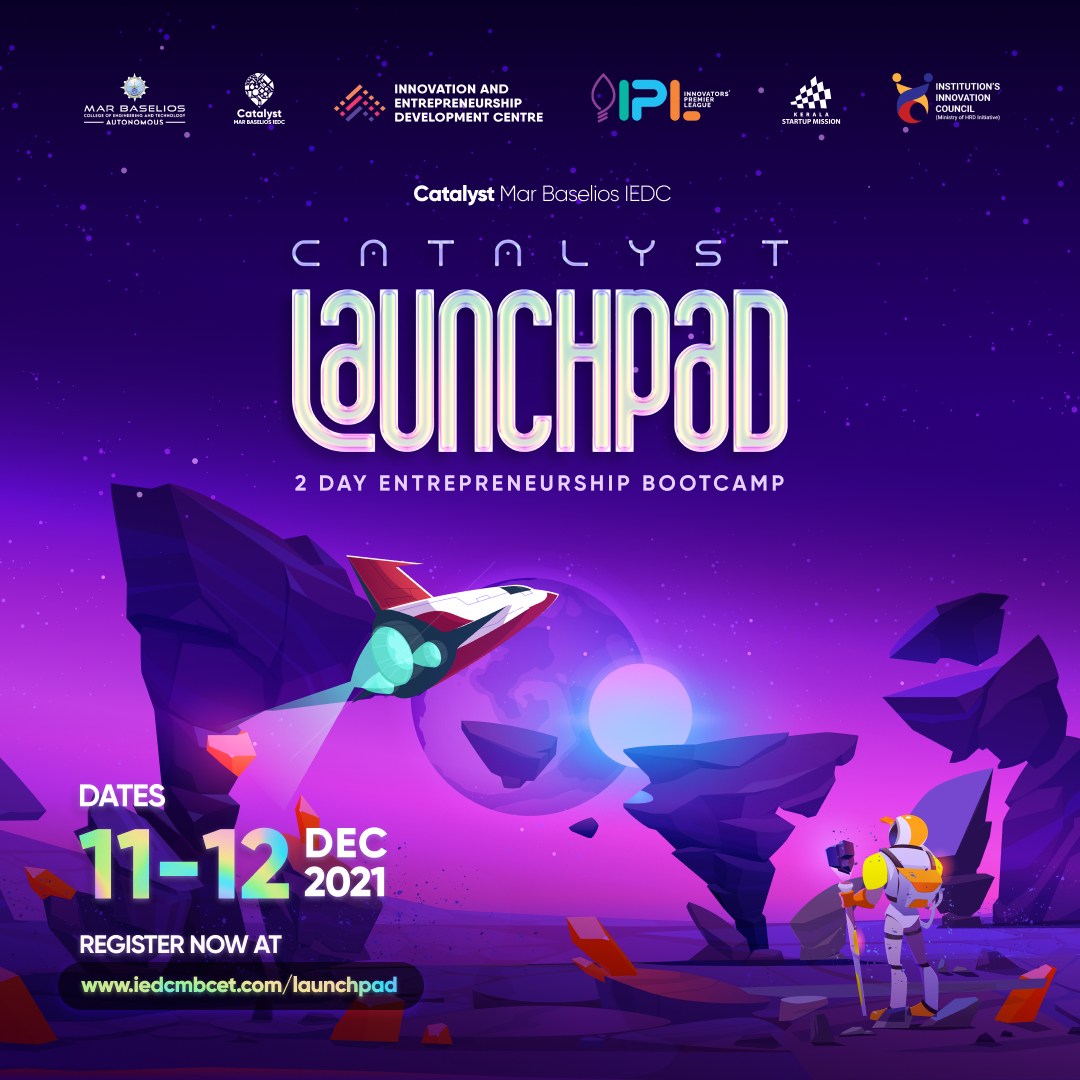 MAR BASELIOS
COLLEGE OF ENGINEERING AND TECHNOLOGY
AUTONOMOUS
Catalyst
MAR BASELIOS IEDC
INNOVATION AND
ENTREPRENEURSHIP
DEVELOPMENT CENTRE
IPL
INNOVATORS'
PREMIER
LEAGUE
KERALA
STARTUP MISSION
INSTITUTION'S
INNOVATION
COUNCIL
(Ministry of HRD Initiative)
Catalyst Mar Baselios IEDC
CATALYST
LaUNCHPaD
2 DAY ENTREPRENEURSHIP BOOTCAMP
DATES
11-12 DEC 2021
REGISTER NOW AT
www.iedcmbcet.com/launchpad